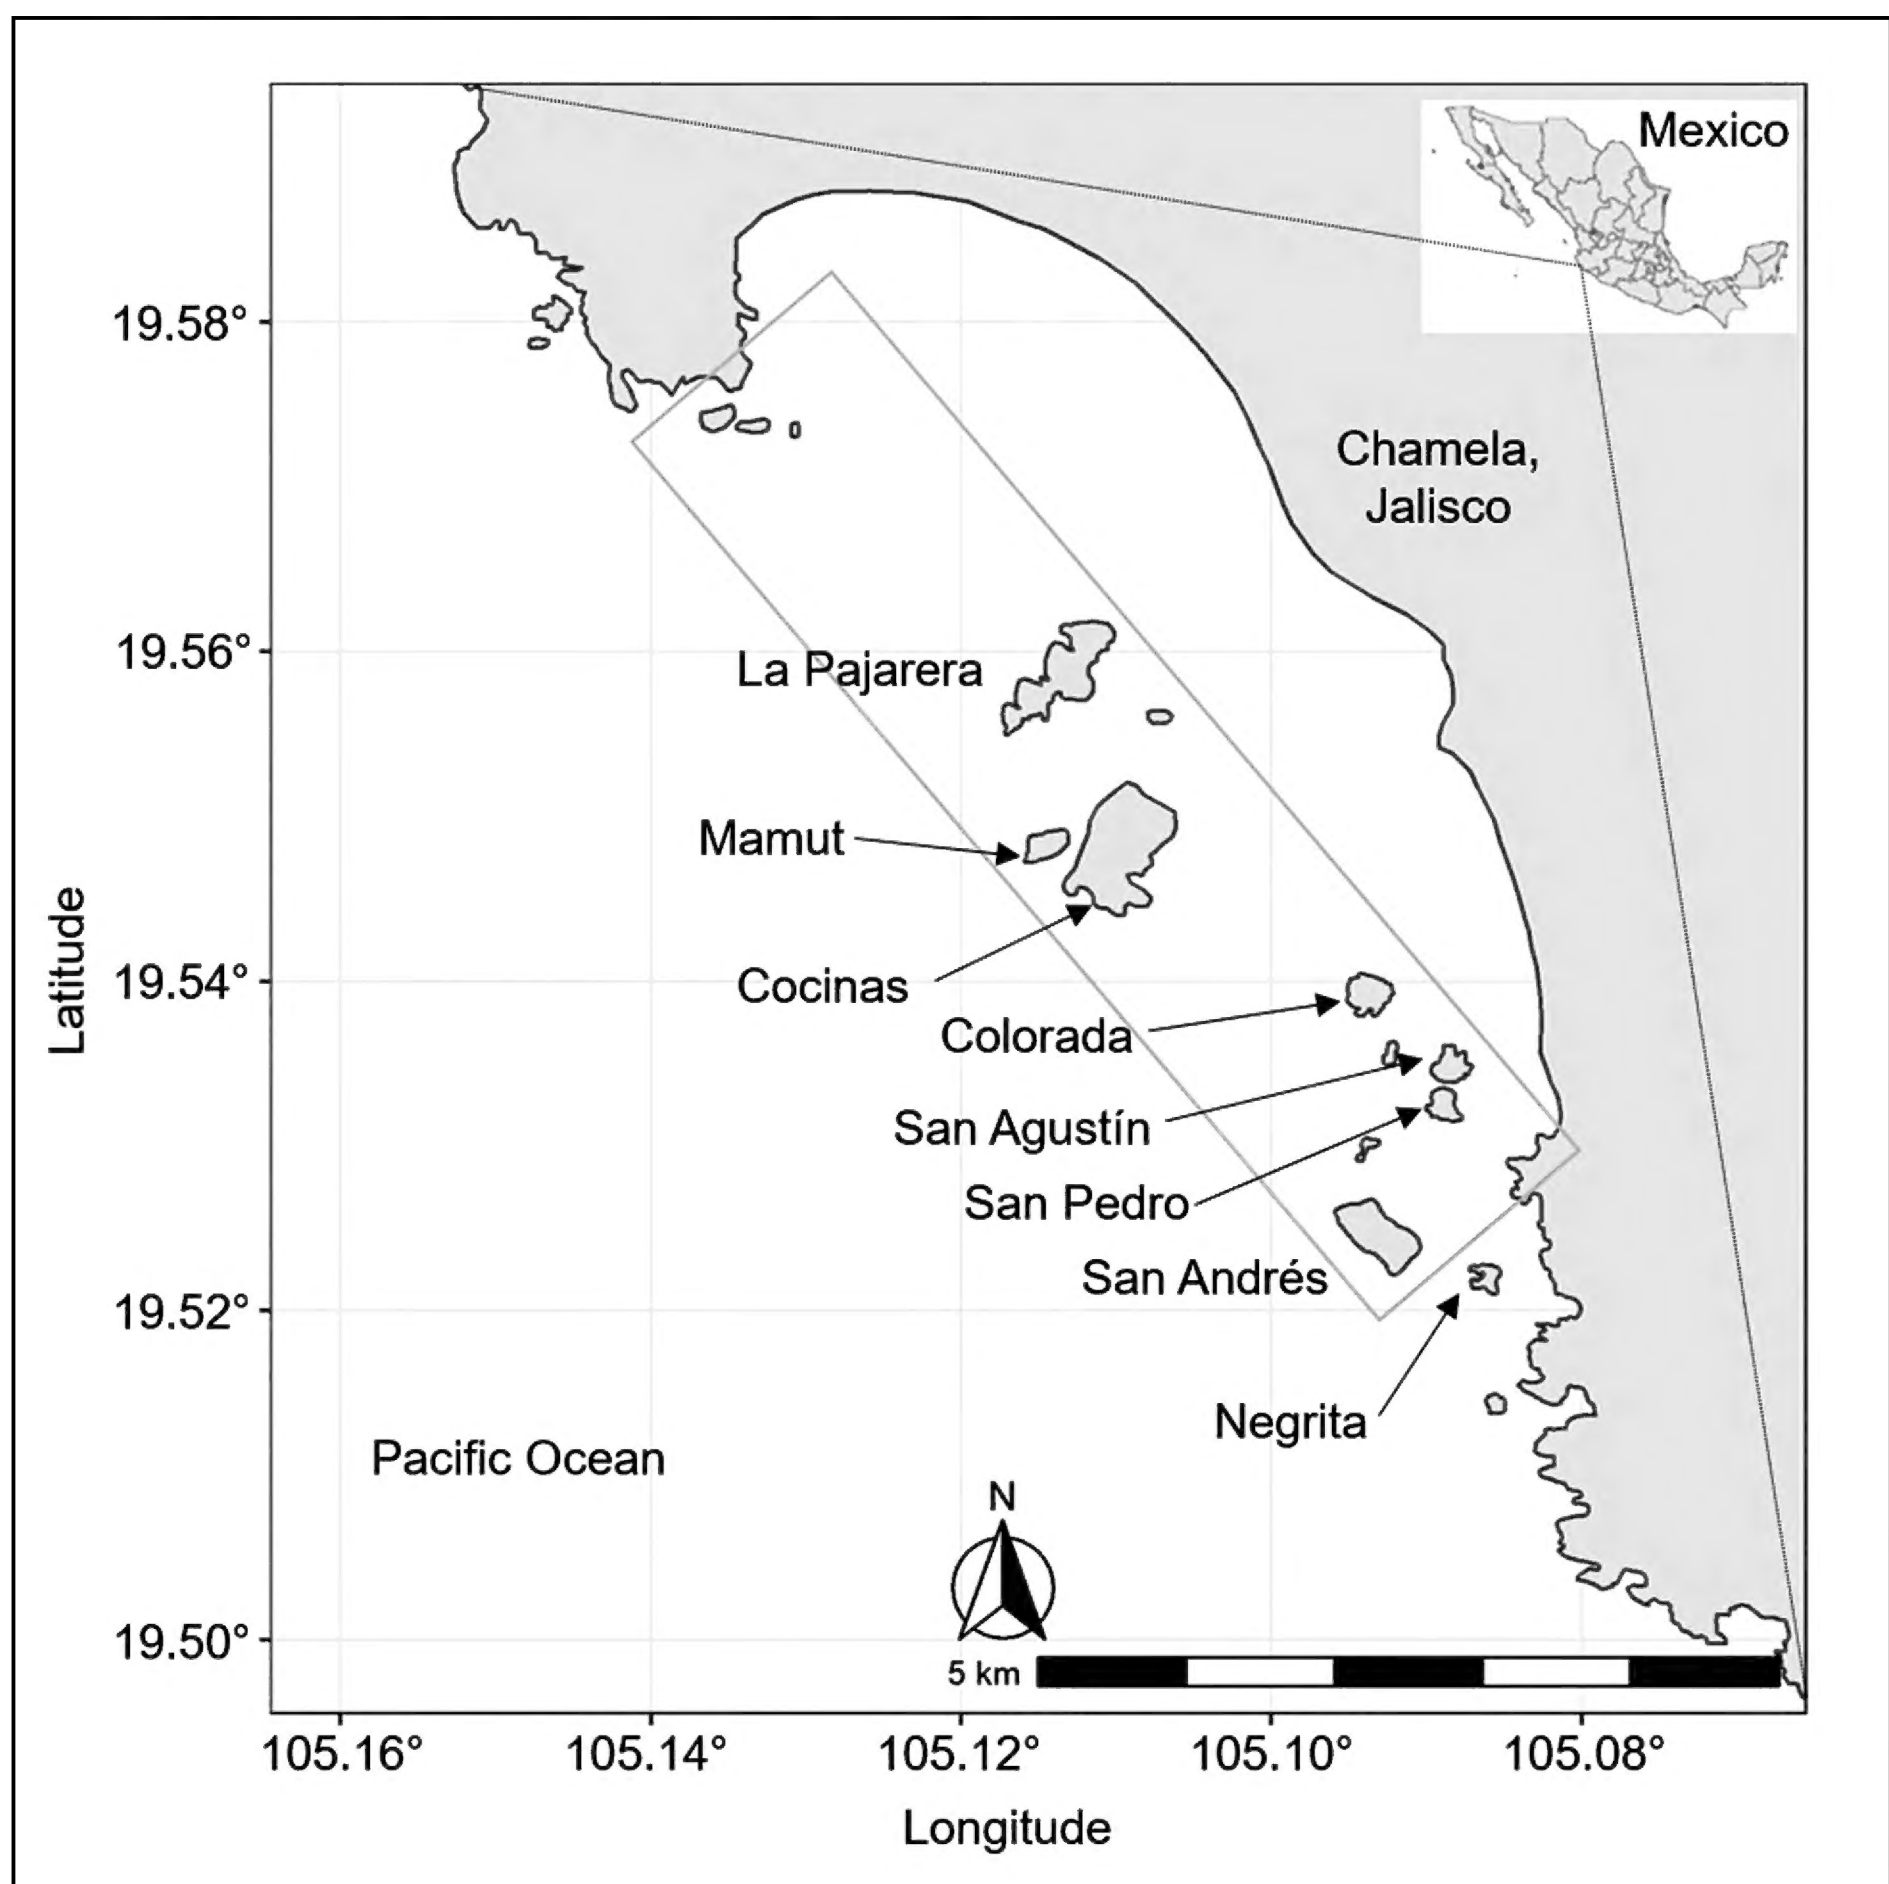 Mexico
Chamela,
Jalisco
La Pajarera
Mamut
Cocinas
Colorada
San Agustín
San Pedro
San Andrés
Negrita
Pacific Ocean
N
5 km
Latitude
19.58°
19.56°
19.54°
19.52°
19.50°
105.16°
105.14°
105.12°
105.10°
105.08°
Longitude